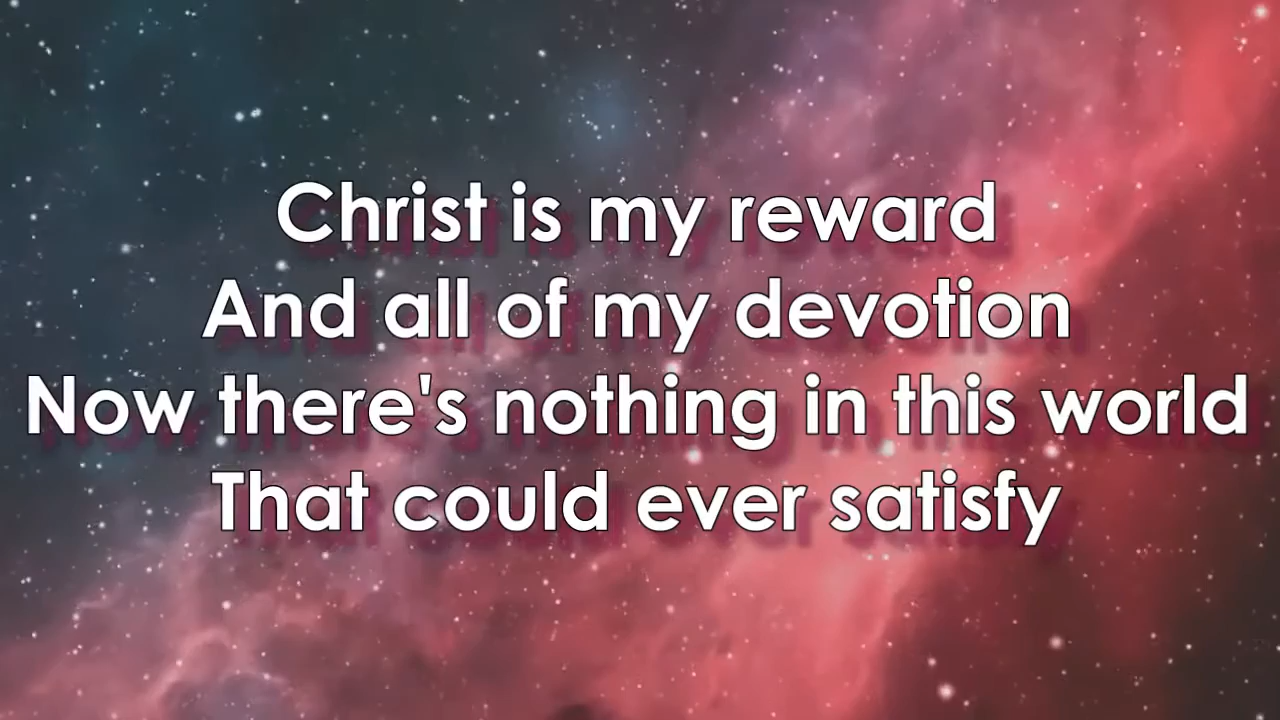 Christ is my reward
And all of my devotion
Now there's nothing in this world
That could ever satisfy